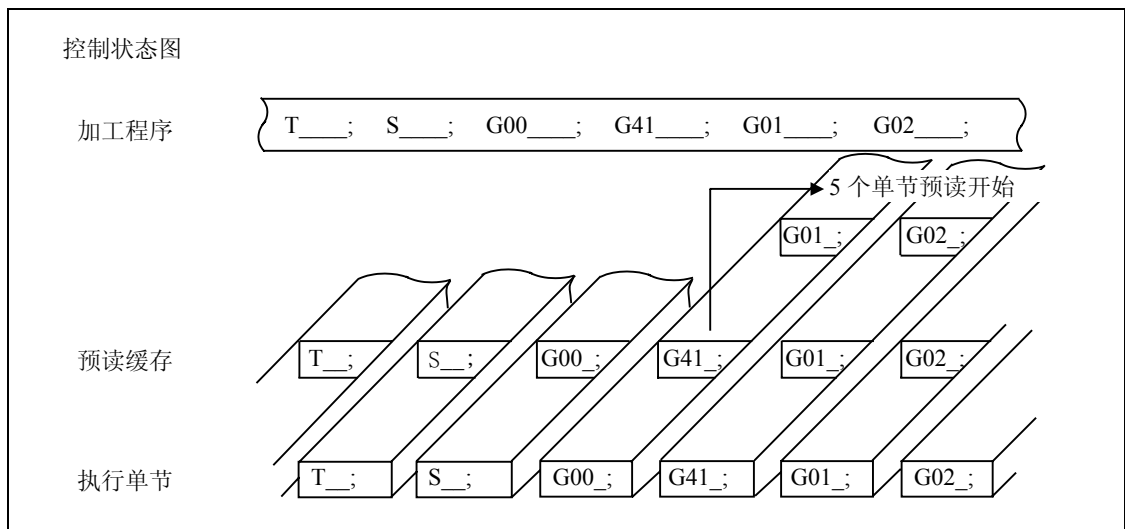 控制状态图
加工程序 T____; S____; G00____; G41____; G01____; G02____;
5 个单节预读开始
G01_; G02_;
预读缓存 T__; S__; G00_; G41_; G01_; G02_;
执行单节 T__; S__; G00_; G41_; G01_; G02_;